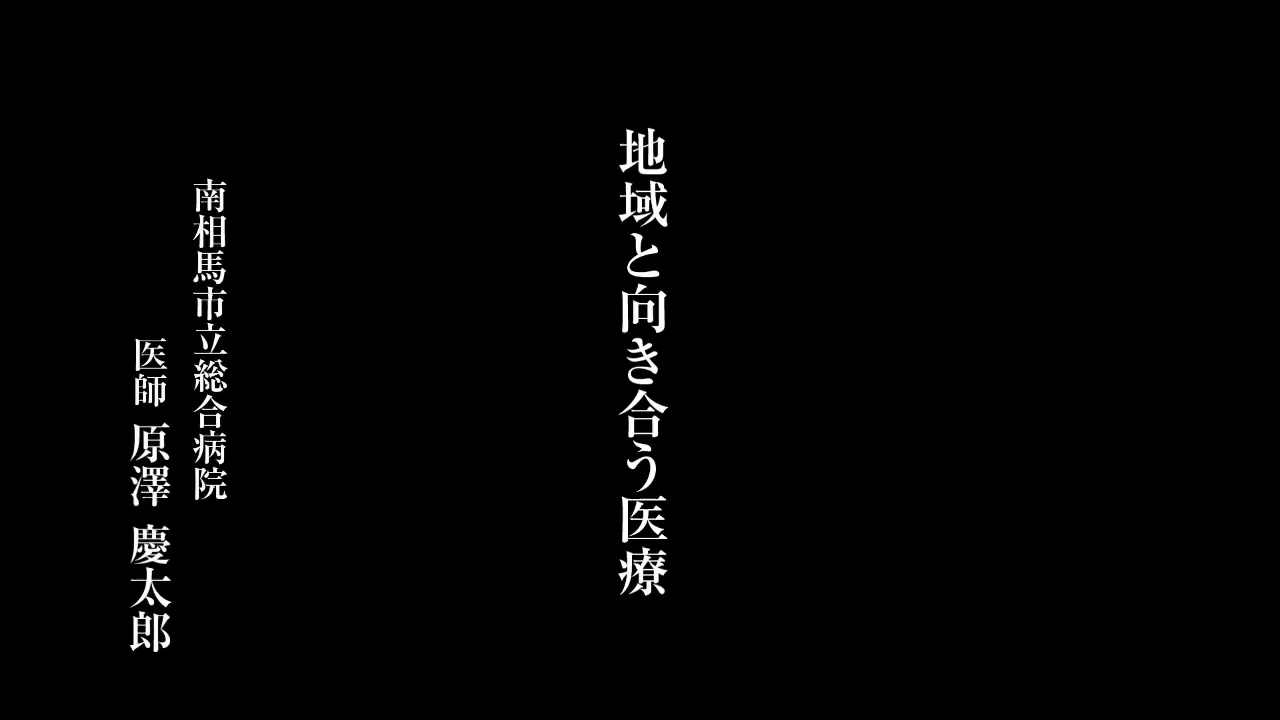 地域と向き合う医療
南相馬市立総合病院
医師 原澤 慶太郎